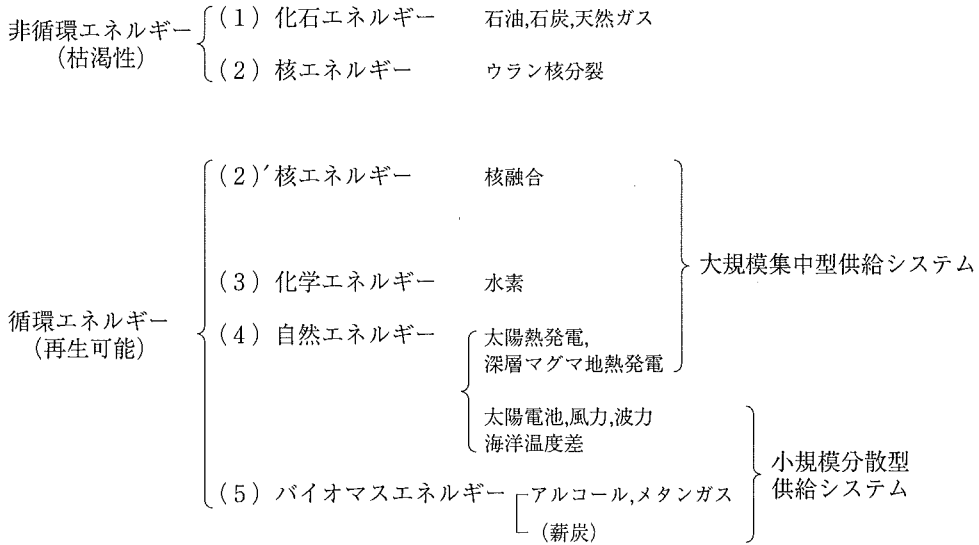 非循環エネルギー
(枯渇性)
(1) 化石エネルギー 石油,石炭,天然ガス
(2) 核エネルギー ウラン核分裂
循環エネルギー
(再生可能)
(2)′核エネルギー 核融合
(3) 化学エネルギー 水素
(4) 自然エネルギー 太陽熱発電,
深層マグマ地熱発電
大規模集中型供給システム
太陽電池,風力,波力
海洋温度差
(5) バイオマスエネルギー アルコール,メタンガス
(薪炭)
小規模分散型
供給システム